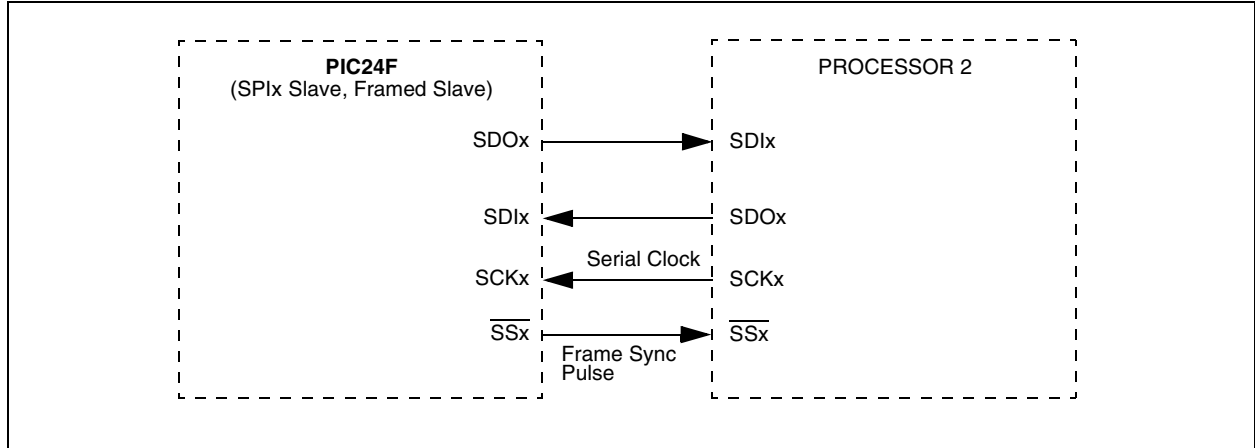 PIC24F
(SPIx Slave, Framed Slave)
PROCESSOR 2
SDOx
SDIx
SDIx
SDOx
Serial Clock
SCKx
SCKx
SSx
SSx
Frame Sync
Pulse